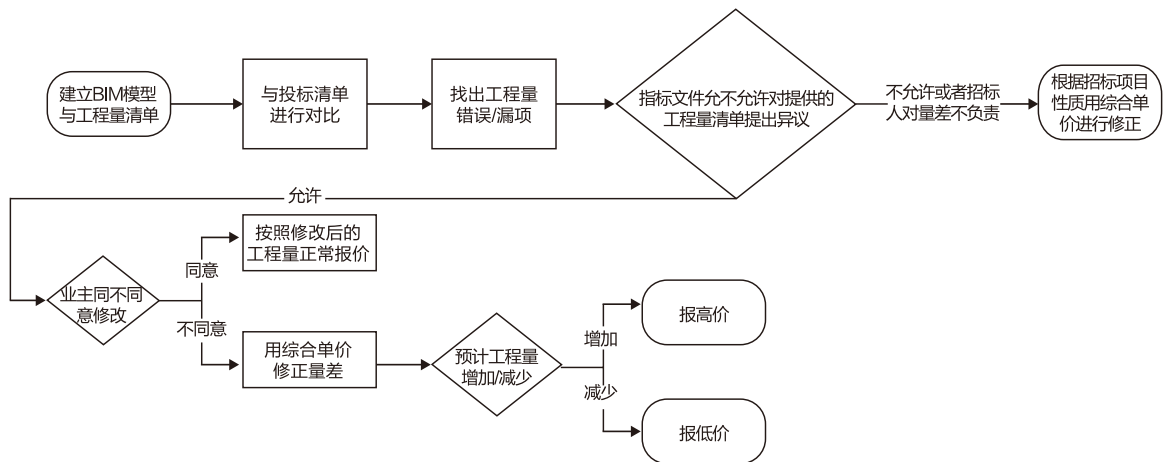 建立BIM模型
与工程量清单
与投标清单
进行对比
找出工程量
错误/漏项
指标文件允不允许对提供的
工程量清单提出异议
不允许或者招标
人对量差不负责
根据招标项目
性质用综合单
价进行修正
允许
业主同不同
意修改
同意
按照修改后的
工程量正常报价
不同意
用综合单价
修正量差
预计工程量
增加/减少
增加
报高价
减少
报低价